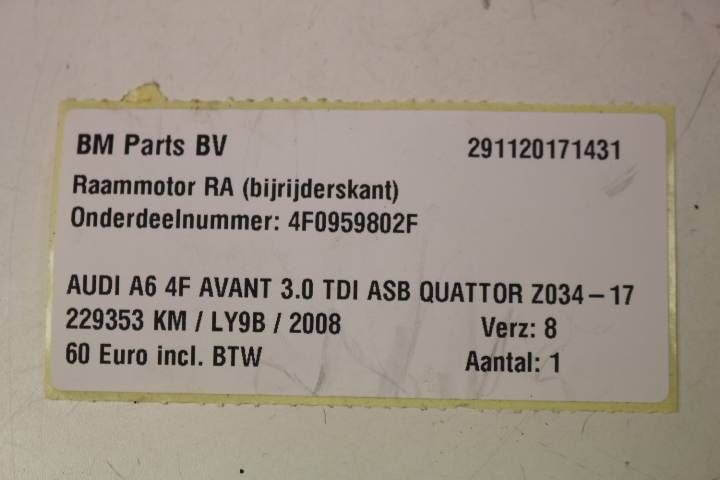 BM Parts BV 291120171431
Raammotor RA (bijrijderskant)
Onderdeelnummer: 4F0959802F
AUDI A6 4F AVANT 3.0 TDI ASB QUATTOR Z034-17
229353 KM / LY9B / 2008 Verz: 8
60 Euro incl. BTW Aantal: 1